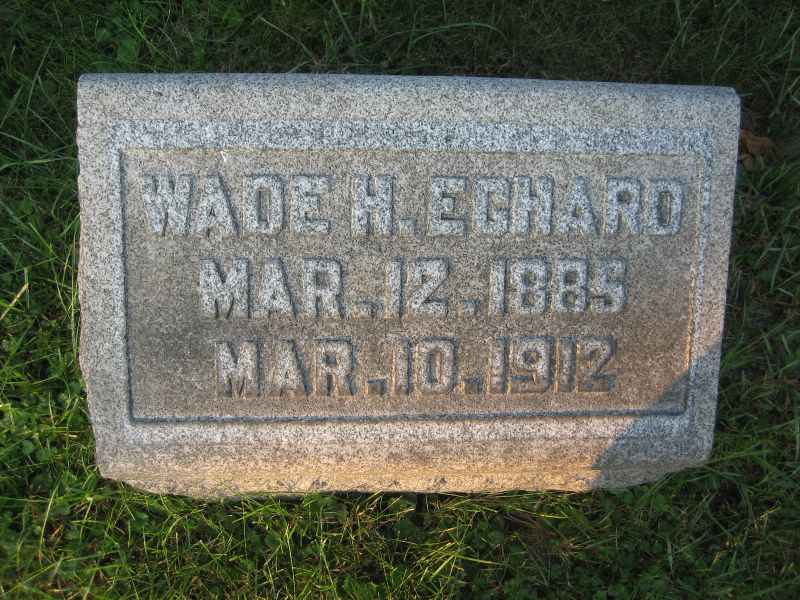 WADE H. ECHARD
MAR. 12. 1885
MAR. 10. 1912